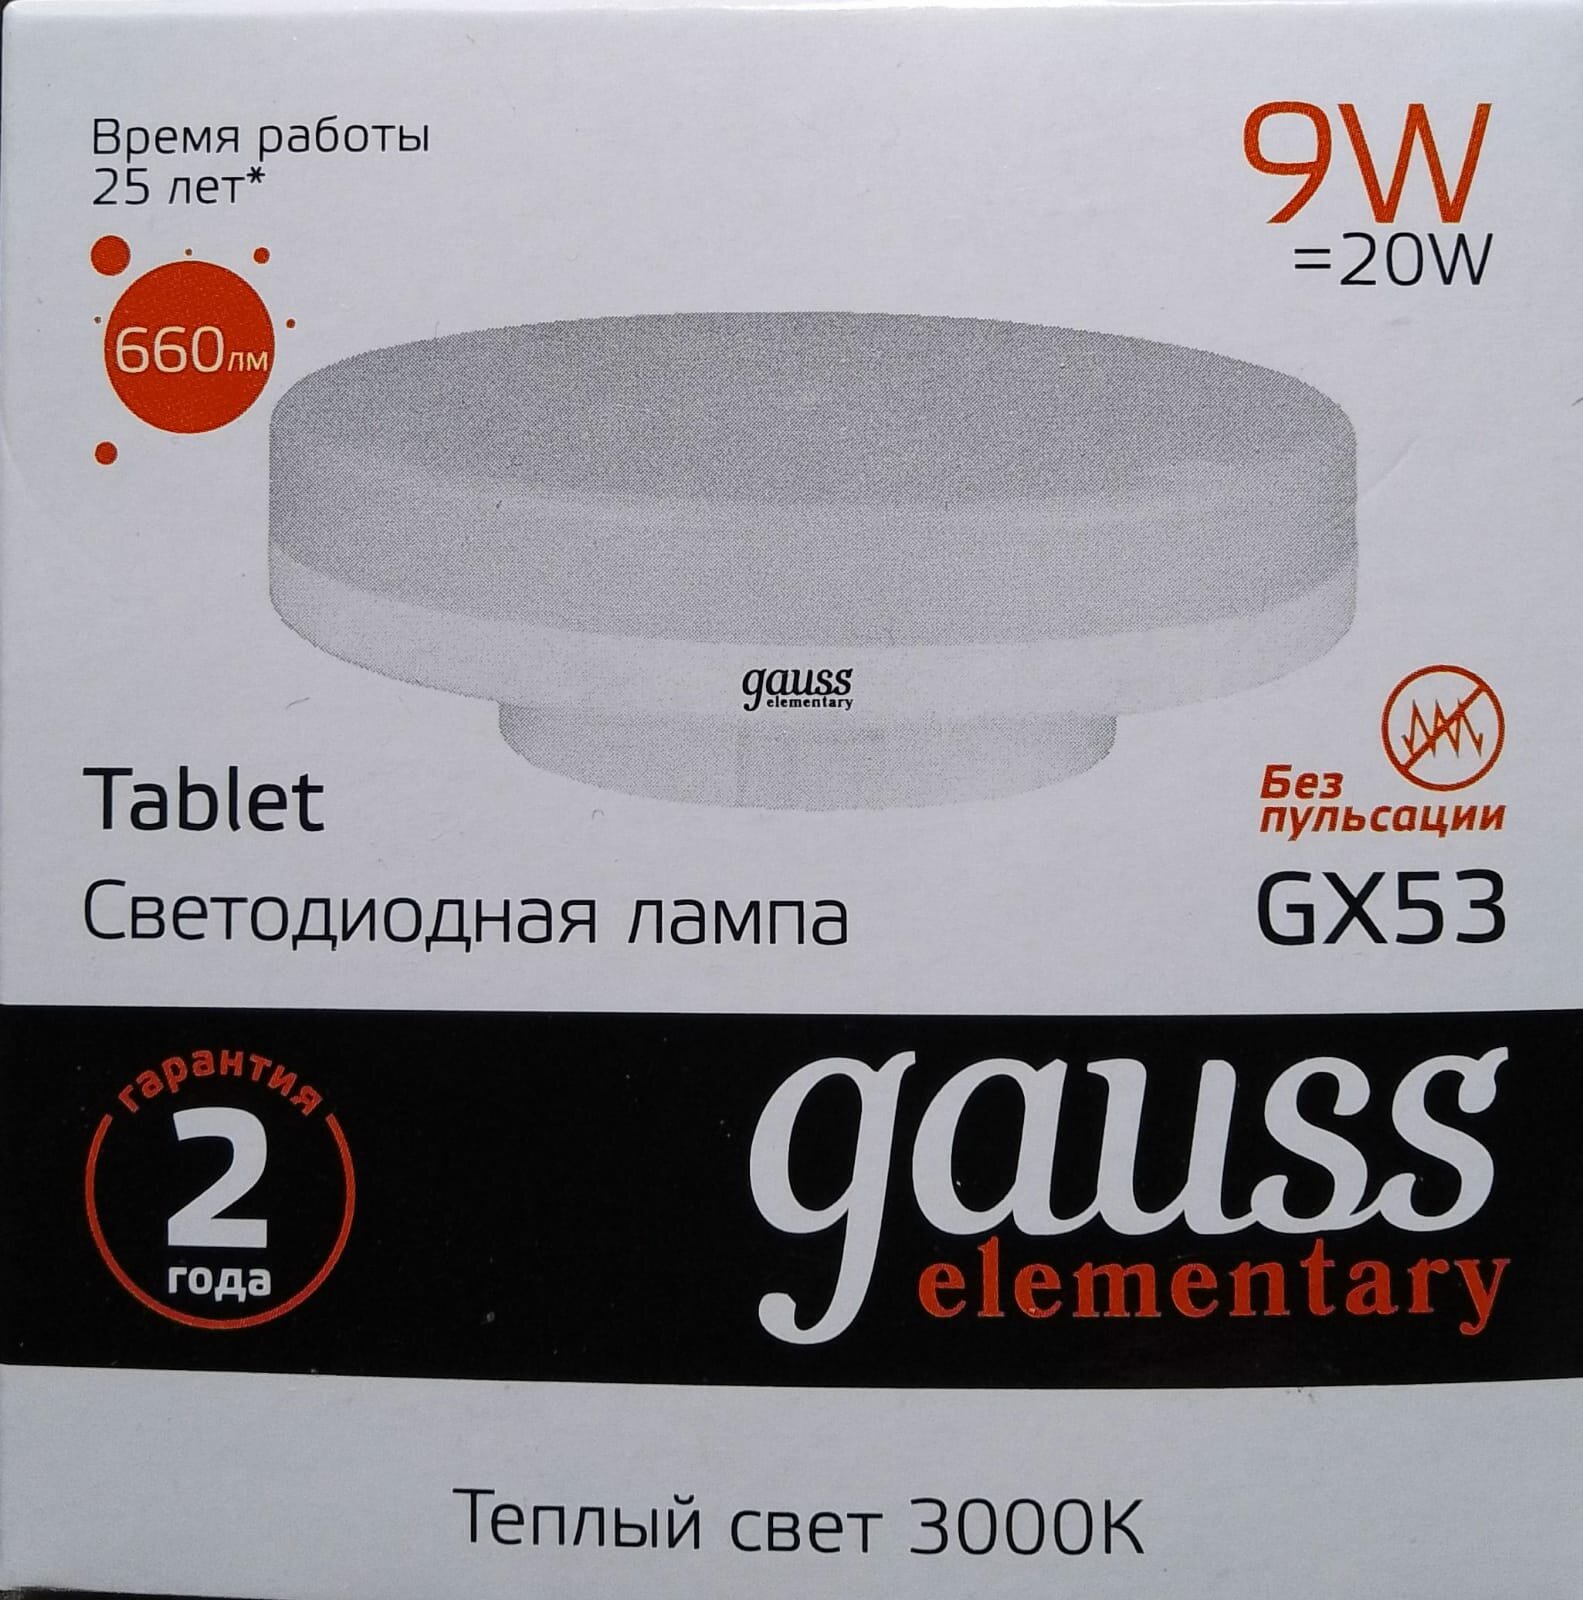 Время работы
25 лет*
9W
=20W
660лм
gauss
elementary
Без
пульсации
Tablet
Светодиодная лампа
GX53
гарантия
2
года
gauss
elementary
Теплый свет 3000К